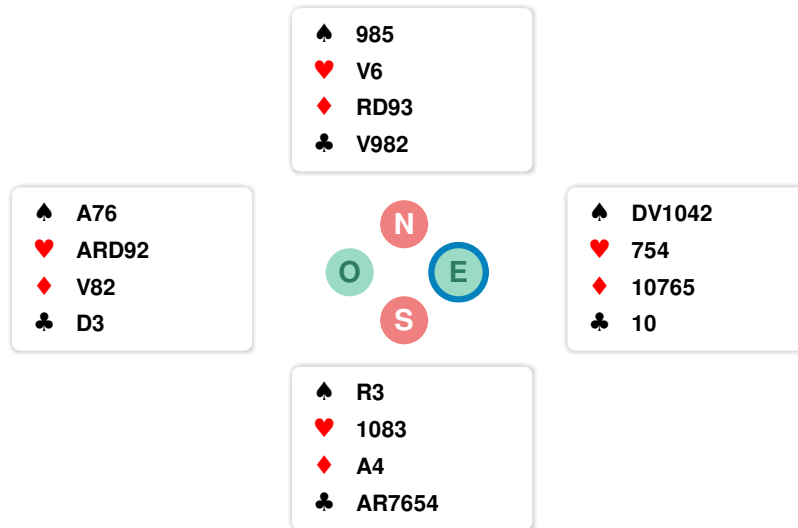 ♠ 985
♥ V6
♦ RD93
♣ V982
♠ A76
♥ ARD92
♦ V82
♣ D3
N
O
E
S
♠ DV1042
♥ 754
♦ 10765
♣ 10
♠ R3
♥ 1083
♦ A4
♣ AR7654